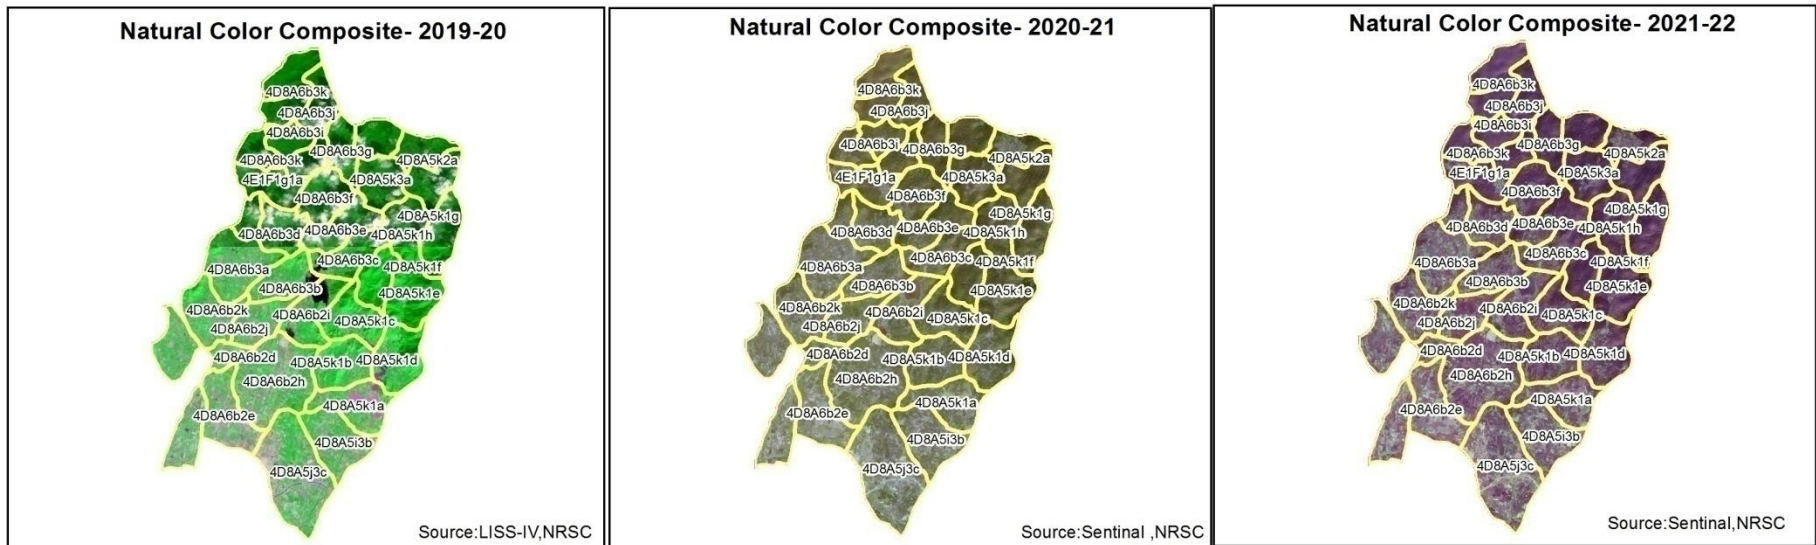 Natural Color Composite- 2019-20
4D8A6b3k
4D8A6b3j
4D8A6b3i
4D8A6b3g
4D8A6b3k
4D8A5k2a
4E1F1g1a
4D8A5k3a
4D8A6b3f
4D8A5k1g
4D8A6b3d
4D8A6b3e
4D8A5k1h
4D8A6b3c
4D8A6b3a
4D8A5k1f
4D8A6b3b
4D8A5k1e
4D8A6b2k
4D8A6b2i
4D8A5k1c
4D8A6b2j
4D8A6b2d
4D8A5k1b
4D8A5k1d
4D8A6b2h
4D8A5k1a
4D8A6b2e
4D8A5i3b
4D8A5j3c
Source:LISS-IV,NRSC
Natural Color Composite- 2020-21
4D8A6b3k
4D8A6b3j
4D8A6b3i
4D8A6b3g
4D8A5k2a
4E1F1g1a
4D8A5k3a
4D8A6b3f
4D8A5k1g
4D8A6b3d
4D8A6b3e
4D8A5k1h
4D8A6b3c
4D8A6b3a
4D8A5k1f
4D8A6b3b
4D8A5k1e
4D8A6b2k
4D8A6b2i
4D8A5k1c
4D8A6b2j
4D8A6b2d
4D8A5k1b
4D8A5k1d
4D8A6b2h
4D8A5k1a
4D8A6b2e
4D8A5i3b
4D8A5j3c
Source:Sentinal ,NRSC
Natural Color Composite- 2021-22
4D8A6b3k
4D8A6b3j
4D8A6b3i
4D8A6b3g
4D8A6b3k
4D8A5k2a
4E1F1g1a
4D8A5k3a
4D8A6b3f
4D8A5k1g
4D8A6b3d
4D8A6b3e
4D8A5k1h
4D8A6b3c
4D8A6b3a
4D8A5k1f
4D8A6b3b
4D8A5k1e
4D8A6b2k
4D8A6b2i
4D8A5k1c
4D8A6b2j
4D8A6b2d
4D8A5k1b
4D8A5k1d
4D8A6b2h
4D8A5k1a
4D8A6b2e
4D8A5i3b
4D8A5j3c
Source:Sentinal,NRSC